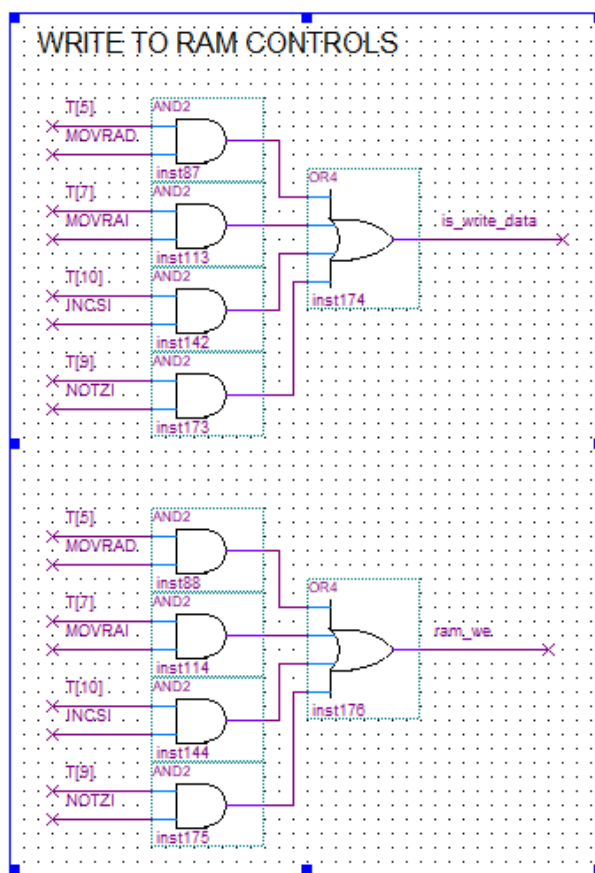 WRITE TO RAM CONTROLS
T[5]
AND2
MOVRAD
inst87
OR4
T[7]
AND2
MOVRAI
inst113
is_write_data
T[10]
AND2
INCSI
inst142
inst174
T[9]
AND2
NOTZI
inst173
T[5]
AND2
MOVRAD
inst88
OR4
T[7]
AND2
MOVRAI
inst114
ram_we
T[10]
AND2
INCSI
inst144
inst176
T[9]
AND2
NOTZI
inst175